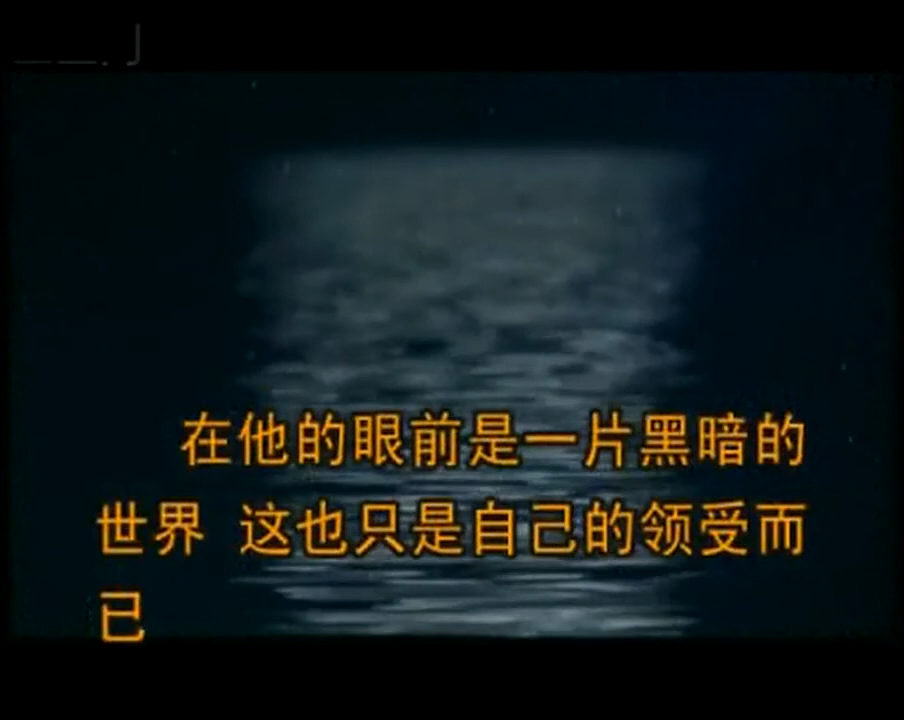 在他的眼前是一片黑暗的
世界 这也只是自己的领受而
已